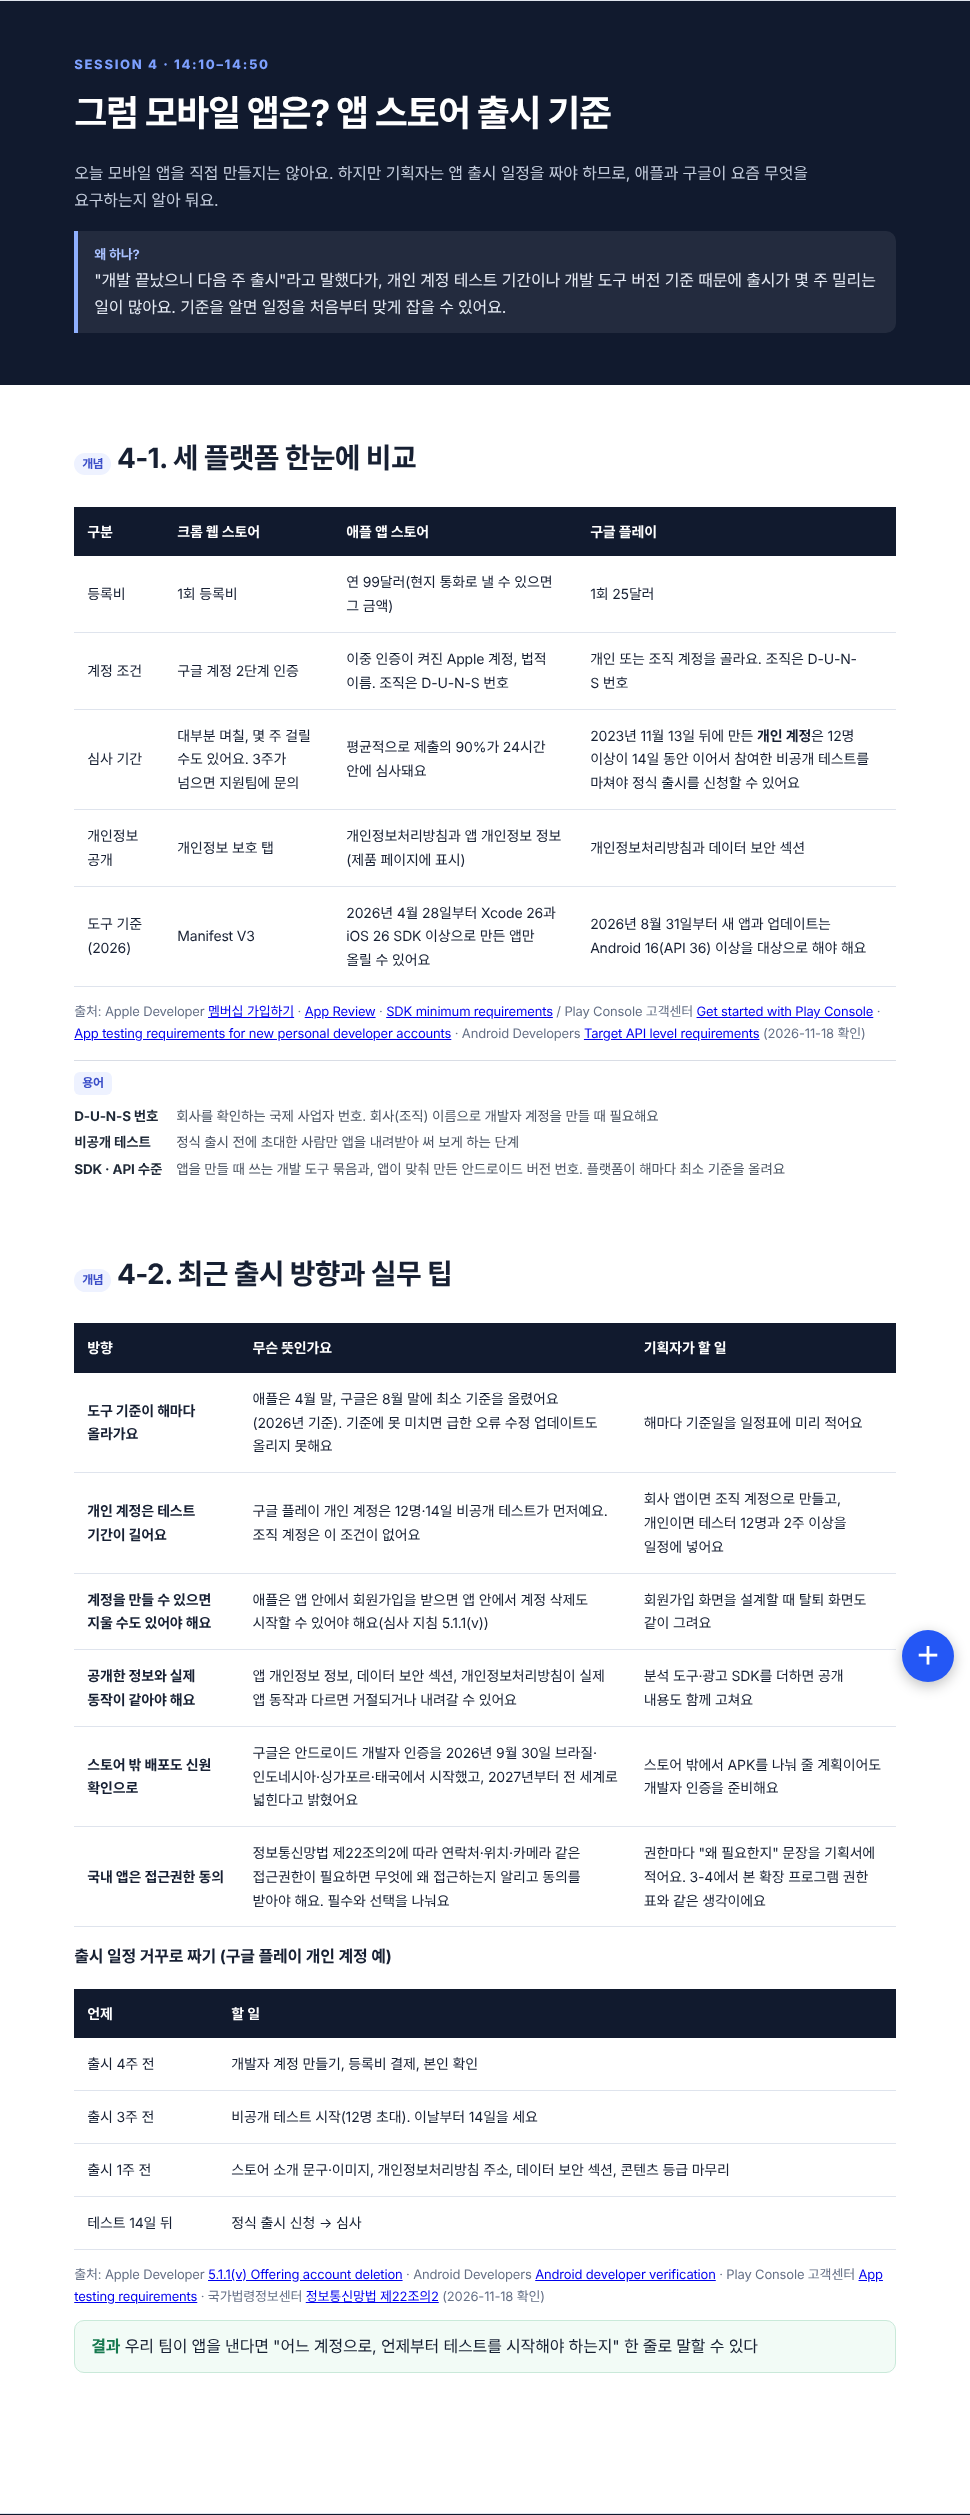 SESSION 4 · 14:10–14:50
그럼 모바일 앱은? 앱 스토어 출시 기준
오늘 모바일 앱을 직접 만들지는 않아요. 하지만 기획자는 앱 출시 일정을 짜야 하므로, 애플과 구글이 요즘 무엇을
요구하는지 알아 둬요.
왜 하나?
"개발 끝났으니 다음 주 출시"라고 말했다가, 개인 계정 테스트 기간이나 개발 도구 버전 기준 때문에 출시가 몇 주 밀리는
일이 많아요. 기준을 알면 일정을 처음부터 맞게 잡을 수 있어요.
개념 4-1. 세 플랫폼 한눈에 비교
구분 크롬 웹 스토어 애플 앱 스토어 구글 플레이
등록비
1회 등록비
연 99달러(현지 통화로 낼 수 있으면
그 금액)
1회 25달러
계정 조건
구글 계정 2단계 인증
이중 인증이 켜진 Apple 계정, 법적
이름. 조직은 D-U-N-S 번호
개인 또는 조직 계정을 골라요. 조직은 D-U-N-
S 번호
심사 기간
대부분 며칠, 몇 주 걸릴
수도 있어요. 3주가
넘으면 지원팀에 문의
평균적으로 제출의 90%가 24시간
안에 심사돼요
2023년 11월 13일 뒤에 만든 개인 계정은 12명
이상이 14일 동안 이어서 참여한 비공개 테스트를
마쳐야 정식 출시를 신청할 수 있어요
개인정보
공개
개인정보 보호 탭
개인정보처리방침과 앱 개인정보 정보
(제품 페이지에 표시)
개인정보처리방침과 데이터 보안 섹션
도구 기준
(2026)
Manifest V3
2026년 4월 28일부터 Xcode 26과
iOS 26 SDK 이상으로 만든 앱만
올릴 수 있어요
2026년 8월 31일부터 새 앱과 업데이트는
Android 16(API 36) 이상을 대상으로 해야 해요
출처: Apple Developer 멤버십 가입하기 · App Review · SDK minimum requirements / Play Console 고객센터 Get started with Play Console ·
App testing requirements for new personal developer accounts · Android Developers Target API level requirements (2026-11-18 확인)
용어
D-U-N-S 번호 회사를 확인하는 국제 사업자 번호. 회사(조직) 이름으로 개발자 계정을 만들 때 필요해요
비공개 테스트 정식 출시 전에 초대한 사람만 앱을 내려받아 써 보게 하는 단계
SDK · API 수준 앱을 만들 때 쓰는 개발 도구 묶음과, 앱이 맞춰 만든 안드로이드 버전 번호. 플랫폼이 해마다 최소 기준을 올려요
개념 4-2. 최근 출시 방향과 실무 팁
방향 무슨 뜻인가요 기획자가 할 일
도구 기준이 해마다
올라가요
애플은 4월 말, 구글은 8월 말에 최소 기준을 올렸어요
(2026년 기준). 기준에 못 미치면 급한 오류 수정 업데이트도
올리지 못해요
해마다 기준일을 일정표에 미리 적어요
개인 계정은 테스트
기간이 길어요
구글 플레이 개인 계정은 12명·14일 비공개 테스트가 먼저예요.
조직 계정은 이 조건이 없어요
회사 앱이면 조직 계정으로 만들고,
개인이면 테스터 12명과 2주 이상을
일정에 넣어요
계정을 만들 수 있으면
지울 수도 있어야 해요
애플은 앱 안에서 회원가입을 받으면 앱 안에서 계정 삭제도
시작할 수 있어야 해요(심사 지침 5.1.1(v))
회원가입 화면을 설계할 때 탈퇴 화면도
같이 그려요
공개한 정보와 실제
동작이 같아야 해요
앱 개인정보 정보, 데이터 보안 섹션, 개인정보처리방침이 실제
앱 동작과 다르면 거절되거나 내려갈 수 있어요
분석 도구·광고 SDK를 더하면 공개
내용도 함께 고쳐요
스토어 밖 배포도 신원
확인으로
구글은 안드로이드 개발자 인증을 2026년 9월 30일 브라질·
인도네시아·싱가포르·태국에서 시작했고, 2027년부터 전 세계로
넓힌다고 밝혔어요
스토어 밖에서 APK를 나눠 줄 계획이어도
개발자 인증을 준비해요
국내 앱은 접근권한 동의
정보통신망법 제22조의2에 따라 연락처·위치·카메라 같은
접근권한이 필요하면 무엇에 왜 접근하는지 알리고 동의를
받아야 해요. 필수와 선택을 나눠요
권한마다 "왜 필요한지" 문장을 기획서에
적어요. 3-4에서 본 확장 프로그램 권한
표와 같은 생각이에요
출시 일정 거꾸로 짜기 (구글 플레이 개인 계정 예)
언제 할 일
출시 4주 전 개발자 계정 만들기, 등록비 결제, 본인 확인
출시 3주 전 비공개 테스트 시작(12명 초대). 이날부터 14일을 세요
출시 1주 전 스토어 소개 문구·이미지, 개인정보처리방침 주소, 데이터 보안 섹션, 콘텐츠 등급 마무리
테스트 14일 뒤 정식 출시 신청 → 심사
출처: Apple Developer 5.1.1(v) Offering account deletion · Android Developers Android developer verification · Play Console 고객센터 App
testing requirements · 국가법령정보센터 정보통신망법 제22조의2 (2026-11-18 확인)
결과 우리 팀이 앱을 낸다면 "어느 계정으로, 언제부터 테스트를 시작해야 하는지" 한 줄로 말할 수 있다